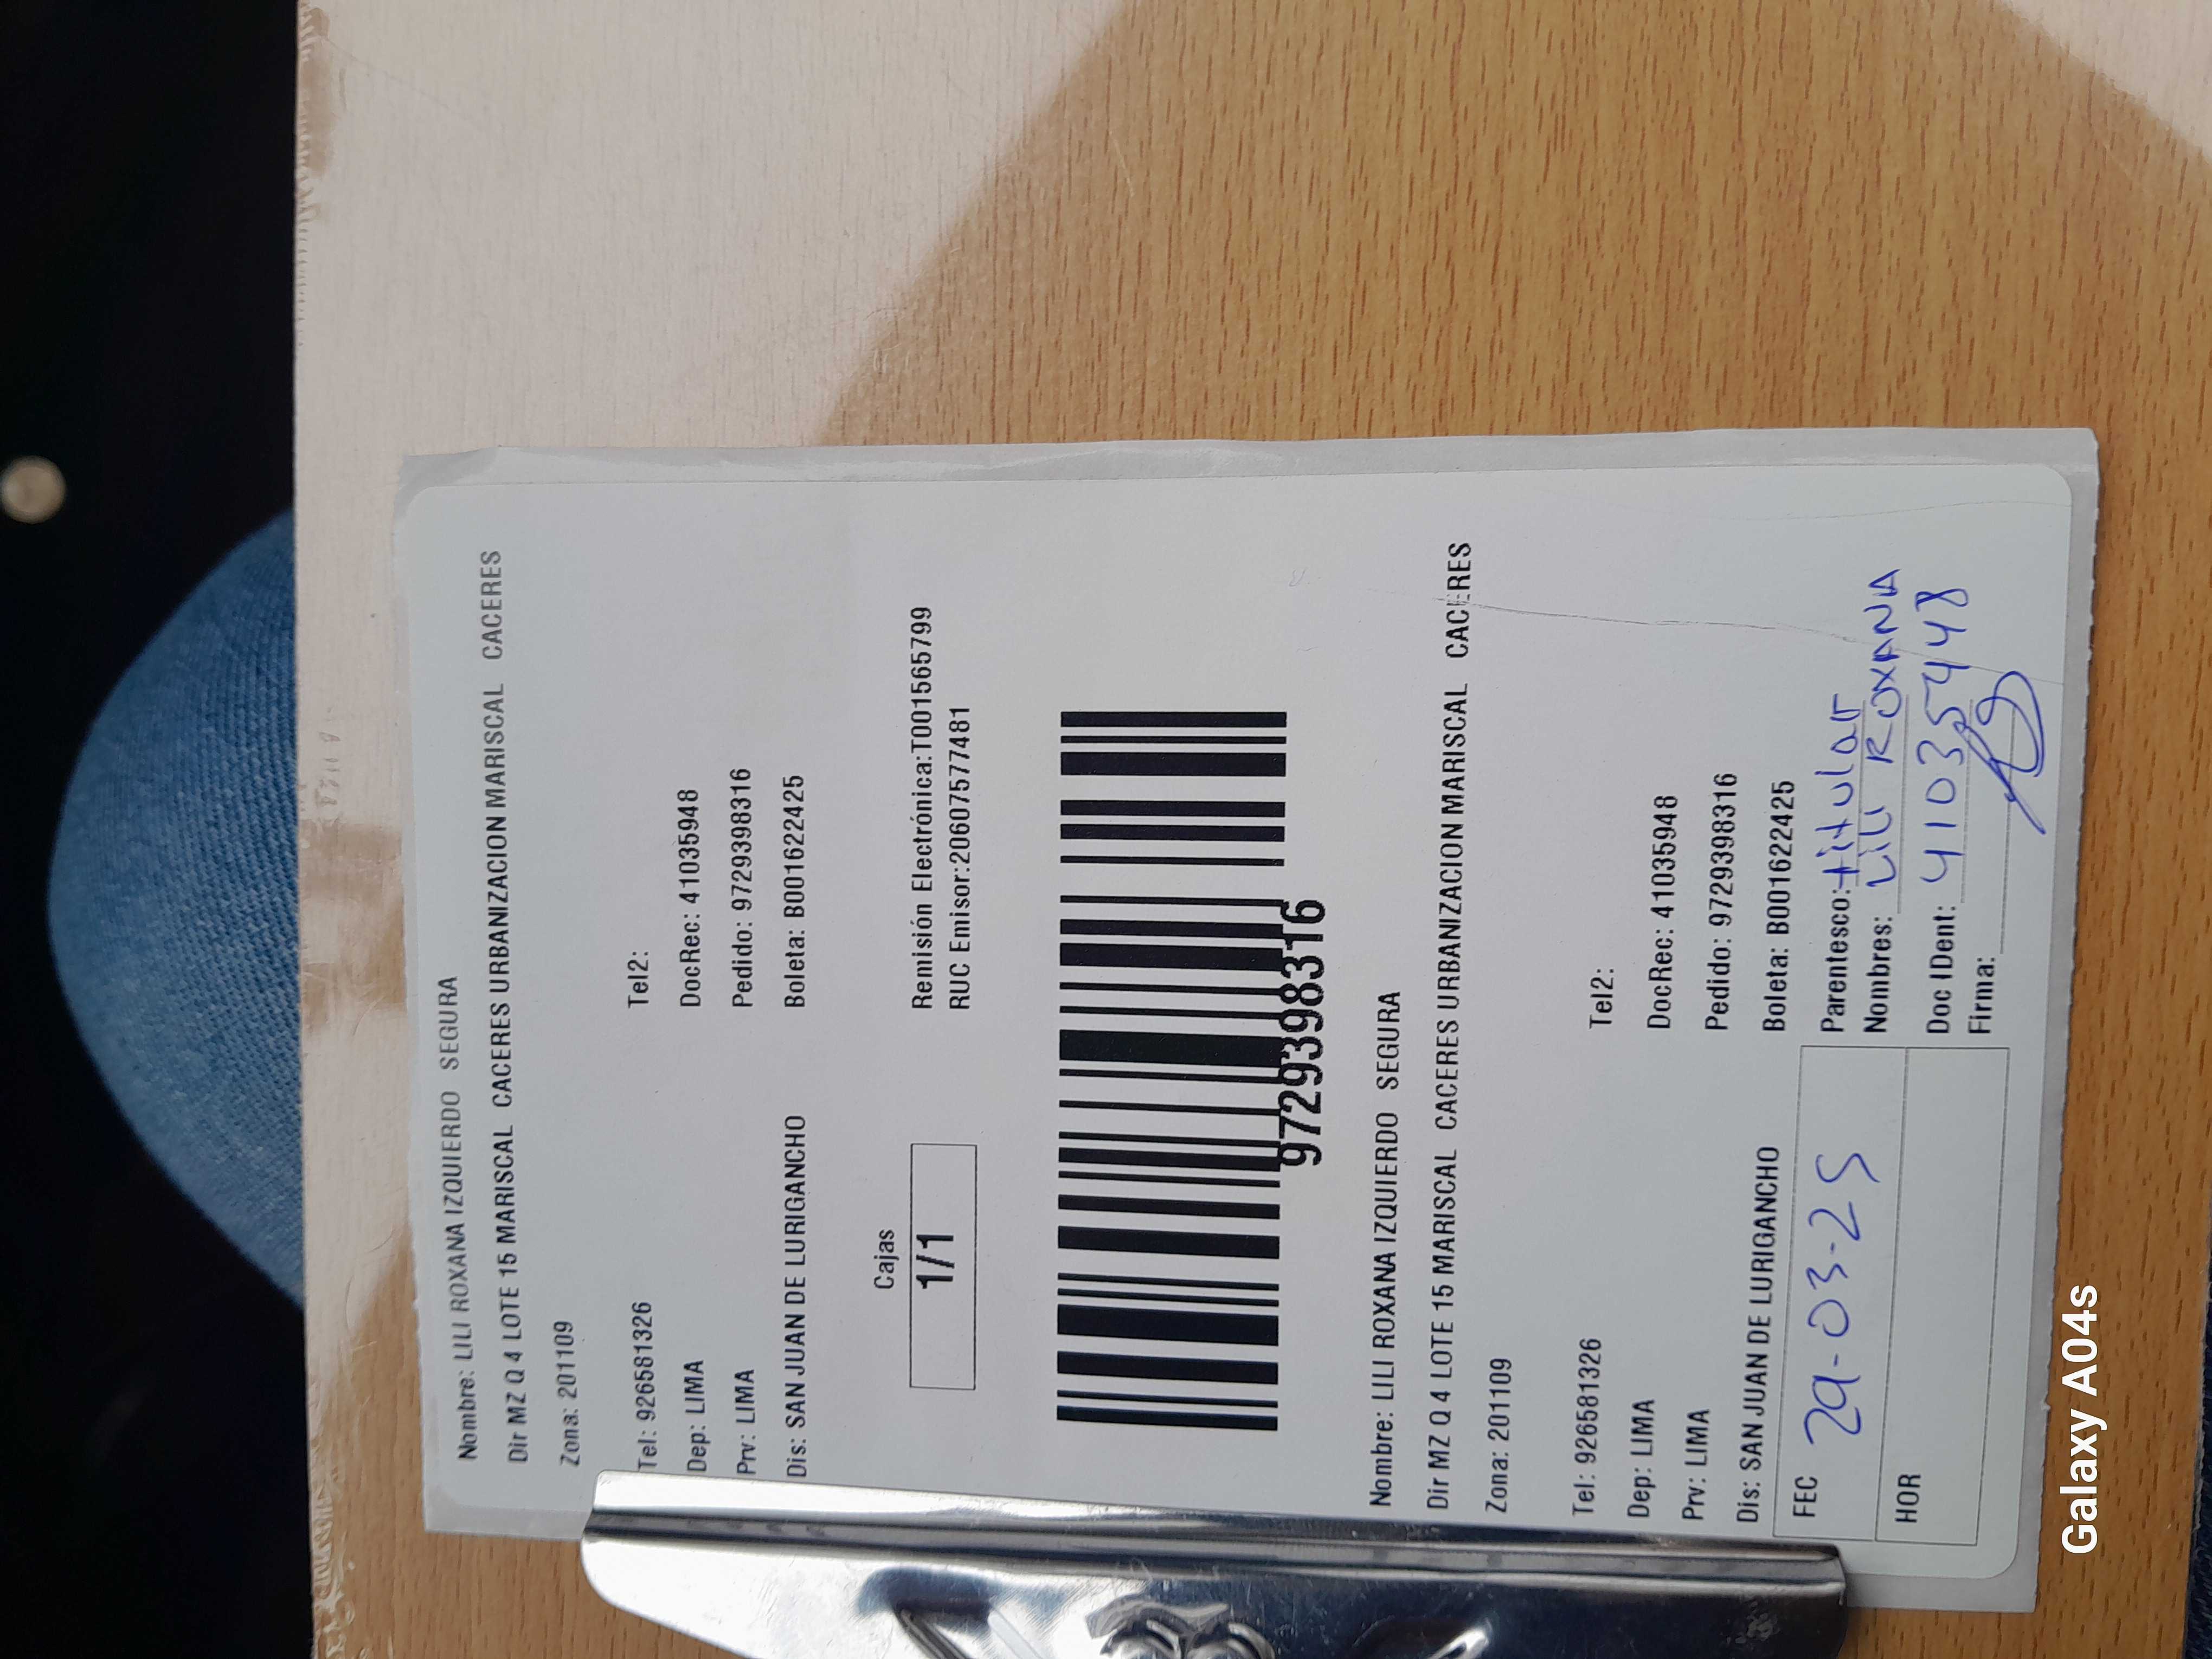 Nombre: LILI ROXANA IZQUIERDO SEGURA
Dir MZ Q 4 LOTE 15 MARISCAL CACERES URBANIZACION MARISCAL CACERES
Zona: 201109
Tel: 926581326 Tel2:
Dep: LIMA DocRec: 41035948
Prv: LIMA Pedido: 9729398316
Dis: SAN JUAN DE LURIGANCHO Boleta: B001622425
Cajas
1/1
Remisión Electrónica:T001565799
RUC Emisor:20607577481
9729398316
Nombre: LILI ROXANA IZQUIERDO SEGURA
Dir MZ Q 4 LOTE 15 MARISCAL CACERES URBANIZACION MARISCAL CACERES
Zona: 201109
Tel: 926581326 Tel2:
Dep: LIMA DocRec: 41035948
Prv: LIMA Pedido: 9729398316
Dis: SAN JUAN DE LURIGANCHO Boleta: B001622425
FEC 29-03-25
HOR
Parentesco: titular
Nombres: LILI ROXANA
Doc IDent: 41035448
Firma:
Galaxy A04s